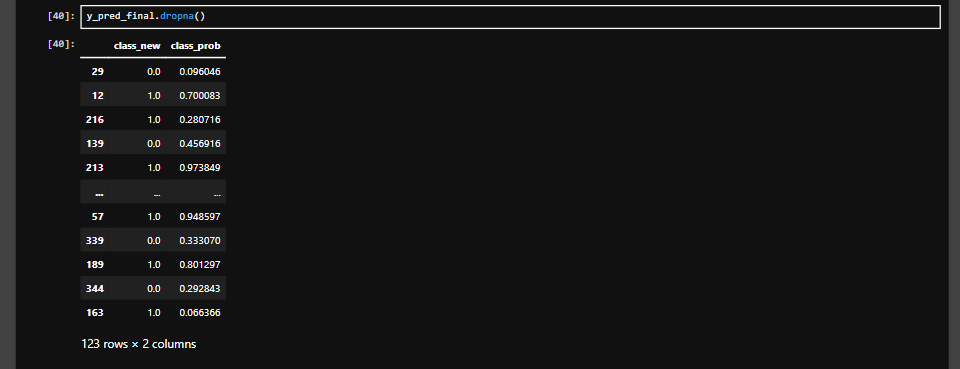 [40]: y_pred_final.dropna()
[40]:
class_new class_prob
29 0.0 0.096046
12 1.0 0.700083
216 1.0 0.280716
139 0.0 0.456916
213 1.0 0.973849
... ... ...
57 1.0 0.948597
339 0.0 0.333070
189 1.0 0.801297
344 0.0 0.292843
163 1.0 0.066366
123 rows × 2 columns